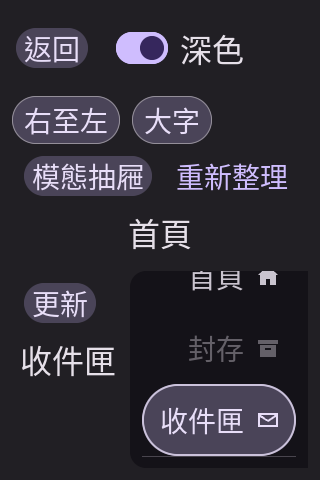 返回 深色
右至左 大字
模態抽屜 重新整理
首頁
更新
收件匣
首頁
封存
收件匣